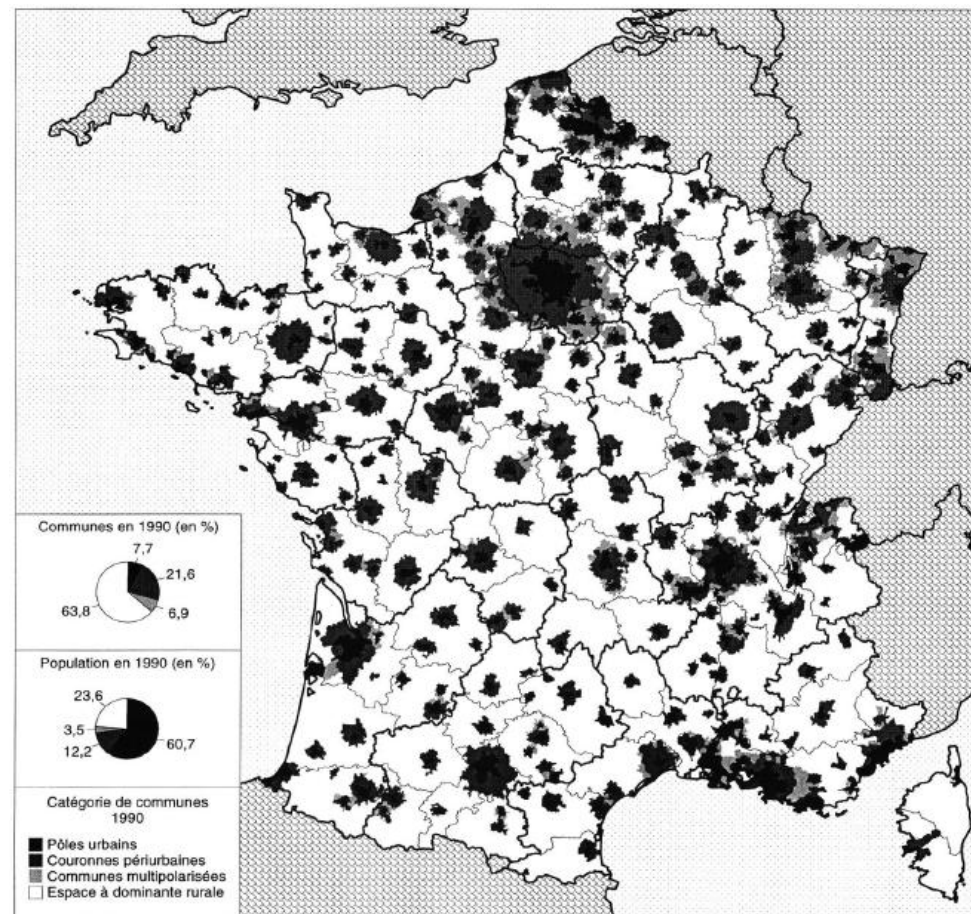 Communes en 1990 (en %)
7,7
21,6
63,8
6,9
Population en 1990 (en %)
23,6
3,5
12,2
60,7
Catégorie de communes
1990
Pôles urbains
Couronnes périurbaines
Communes multipolarisées
Espace à dominante rurale